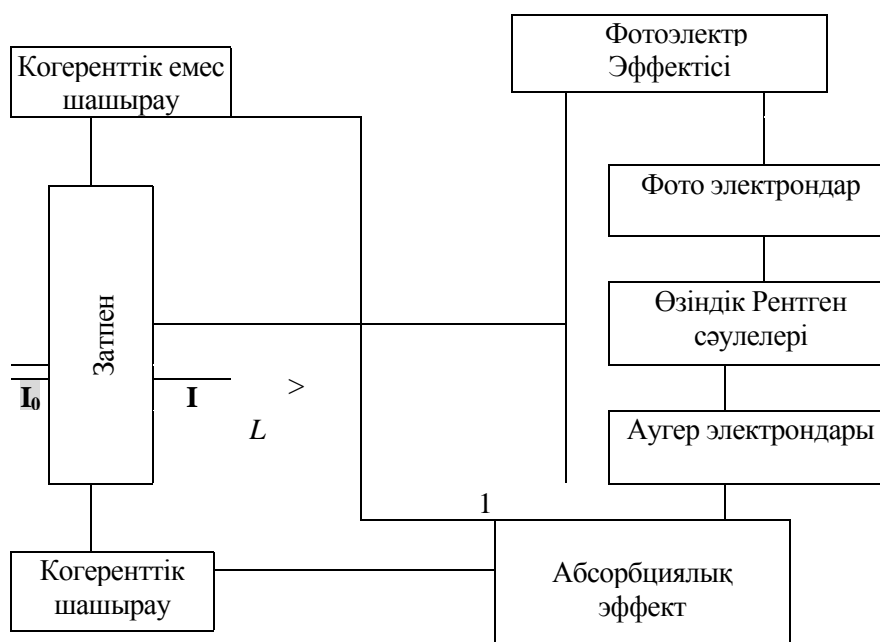 Когеренттік емес
шашырау
Фотоэлектр
Эффектісі
Фото электрондар
Өзіндік Рентген
сәулелері
Затпен
I₀
I
>
L
Аугер электрондары
1
Когеренттік
шашырау
Абсорбциялық
эффект